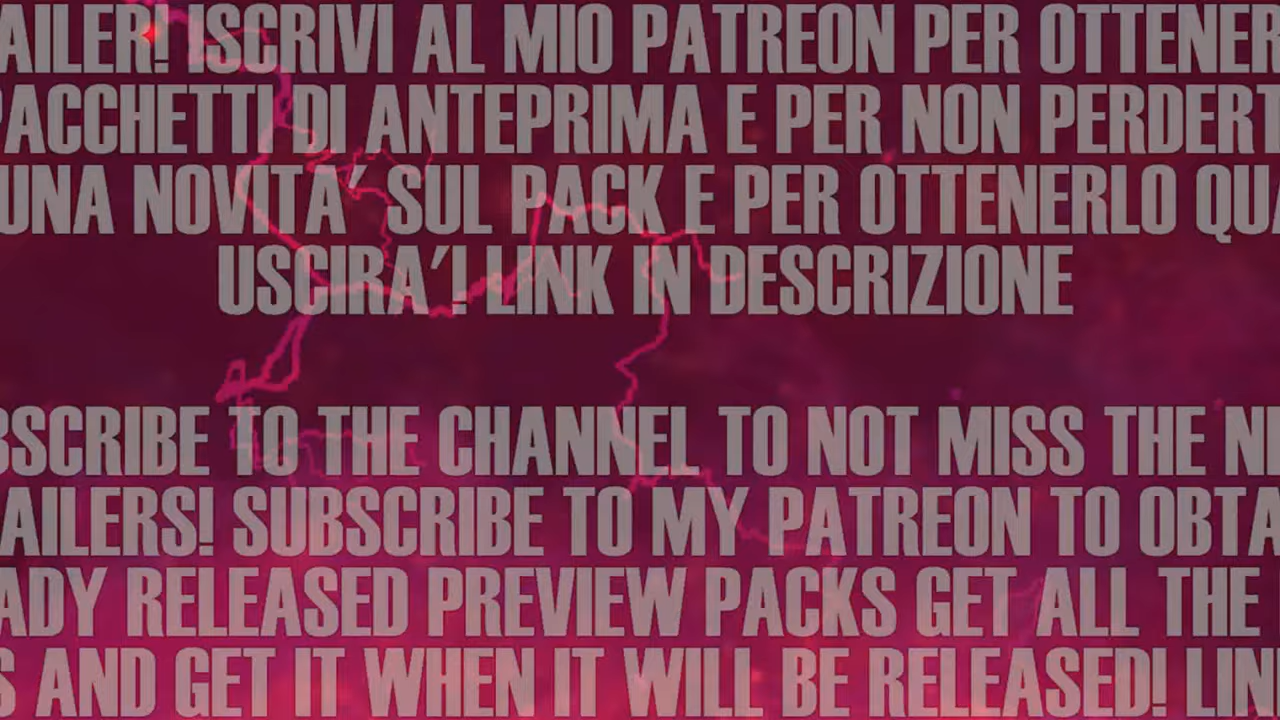 AILER! ISCRIVI AL MIO PATREON PER OTTENER
PACCHETTI DI ANTEPRIMA E PER NON PERDERT
UNA NOVITA' SUL PACK E PER OTTENERLO QUA
USCIRA'! LINK IN DESCRIZIONE
BSCRIBE TO THE CHANNEL TO NOT MISS THE NE
AILERS! SUBSCRIBE TO MY PATREON TO OBTA
ADY RELEASED PREVIEW PACKS GET ALL THE
S AND GET IT WHEN IT WILL BE RELEASED! LIN